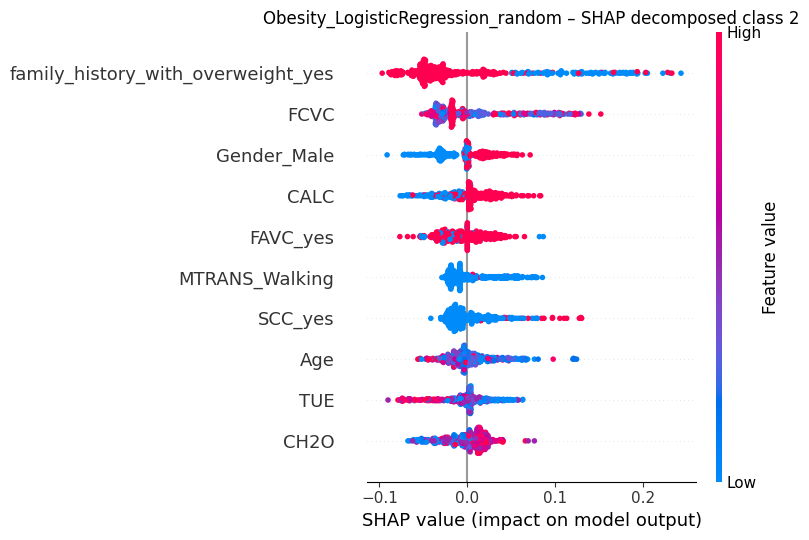 Obesity_LogisticRegression_random – SHAP decomposed class 2
High
family_history_with_overweight_yes
FCVC
Gender_Male
CALC
FAVC_yes
MTRANS_Walking
SCC_yes
Age
TUE
CH2O
Feature value
Low
−0.1 0.0 0.1 0.2
SHAP value (impact on model output)